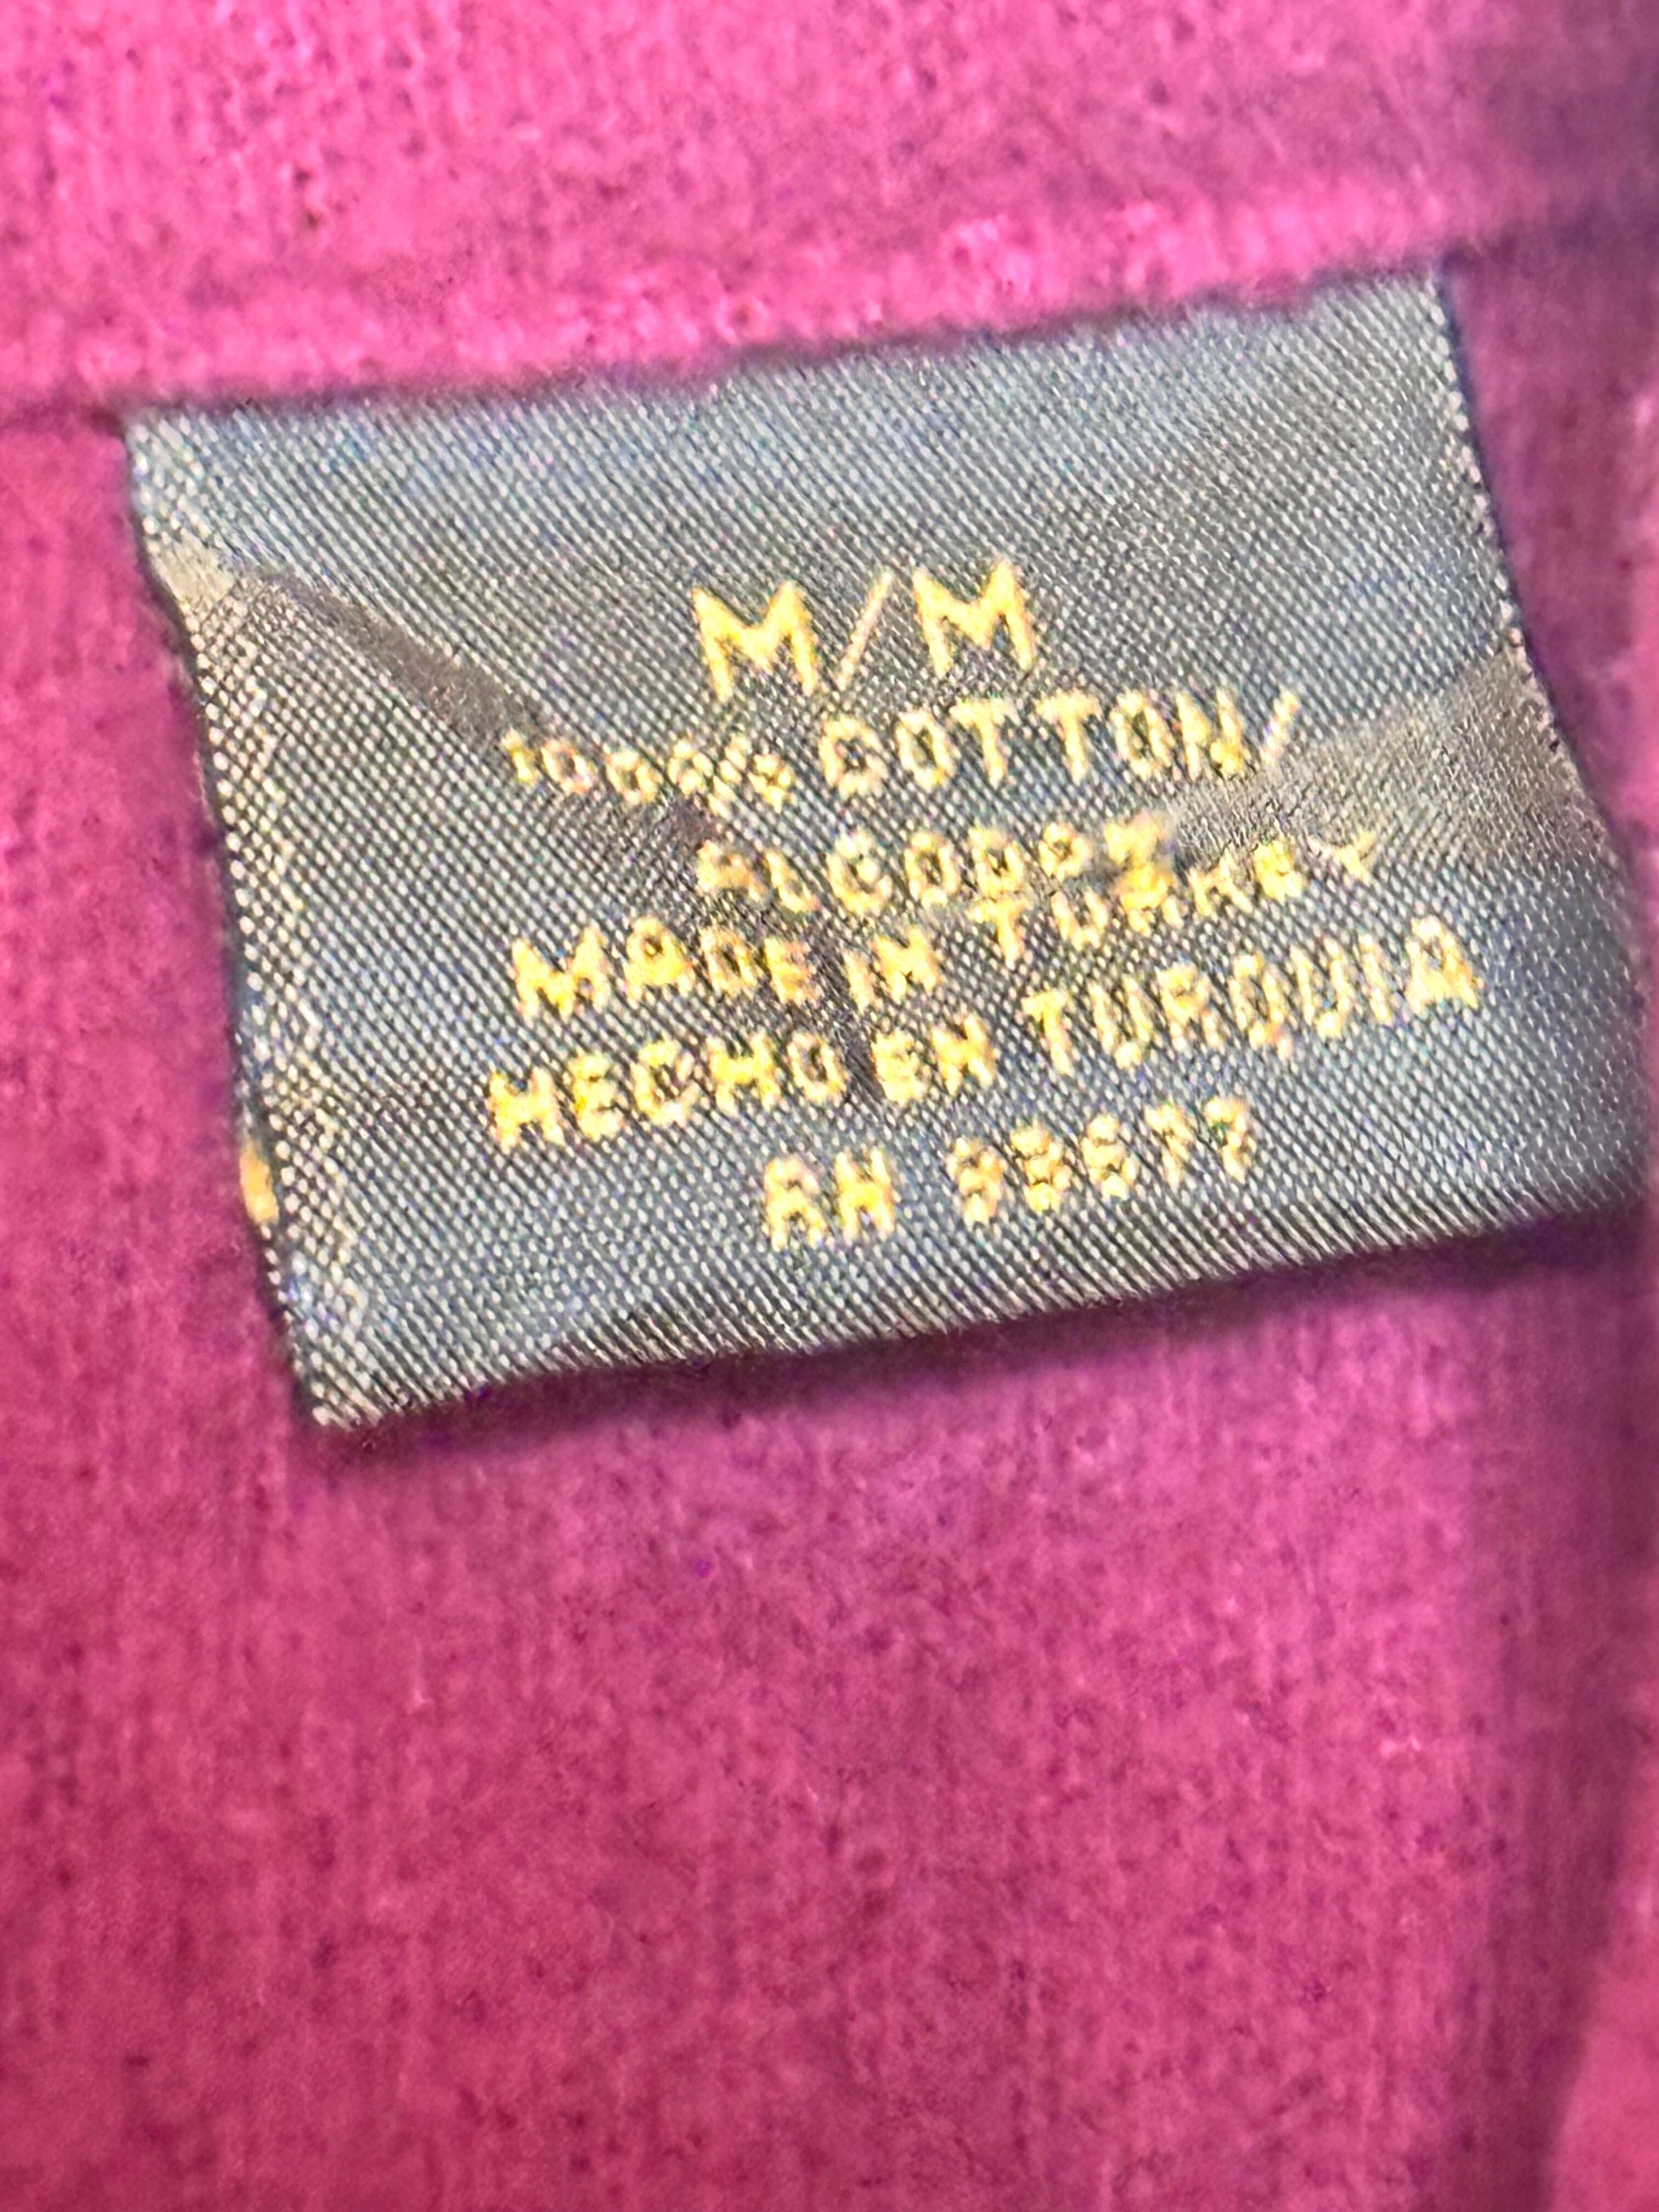 M/M
100% COTTON/
ALGODON
MADE IN TURKEY
HECHO EN TURQUIA
RN